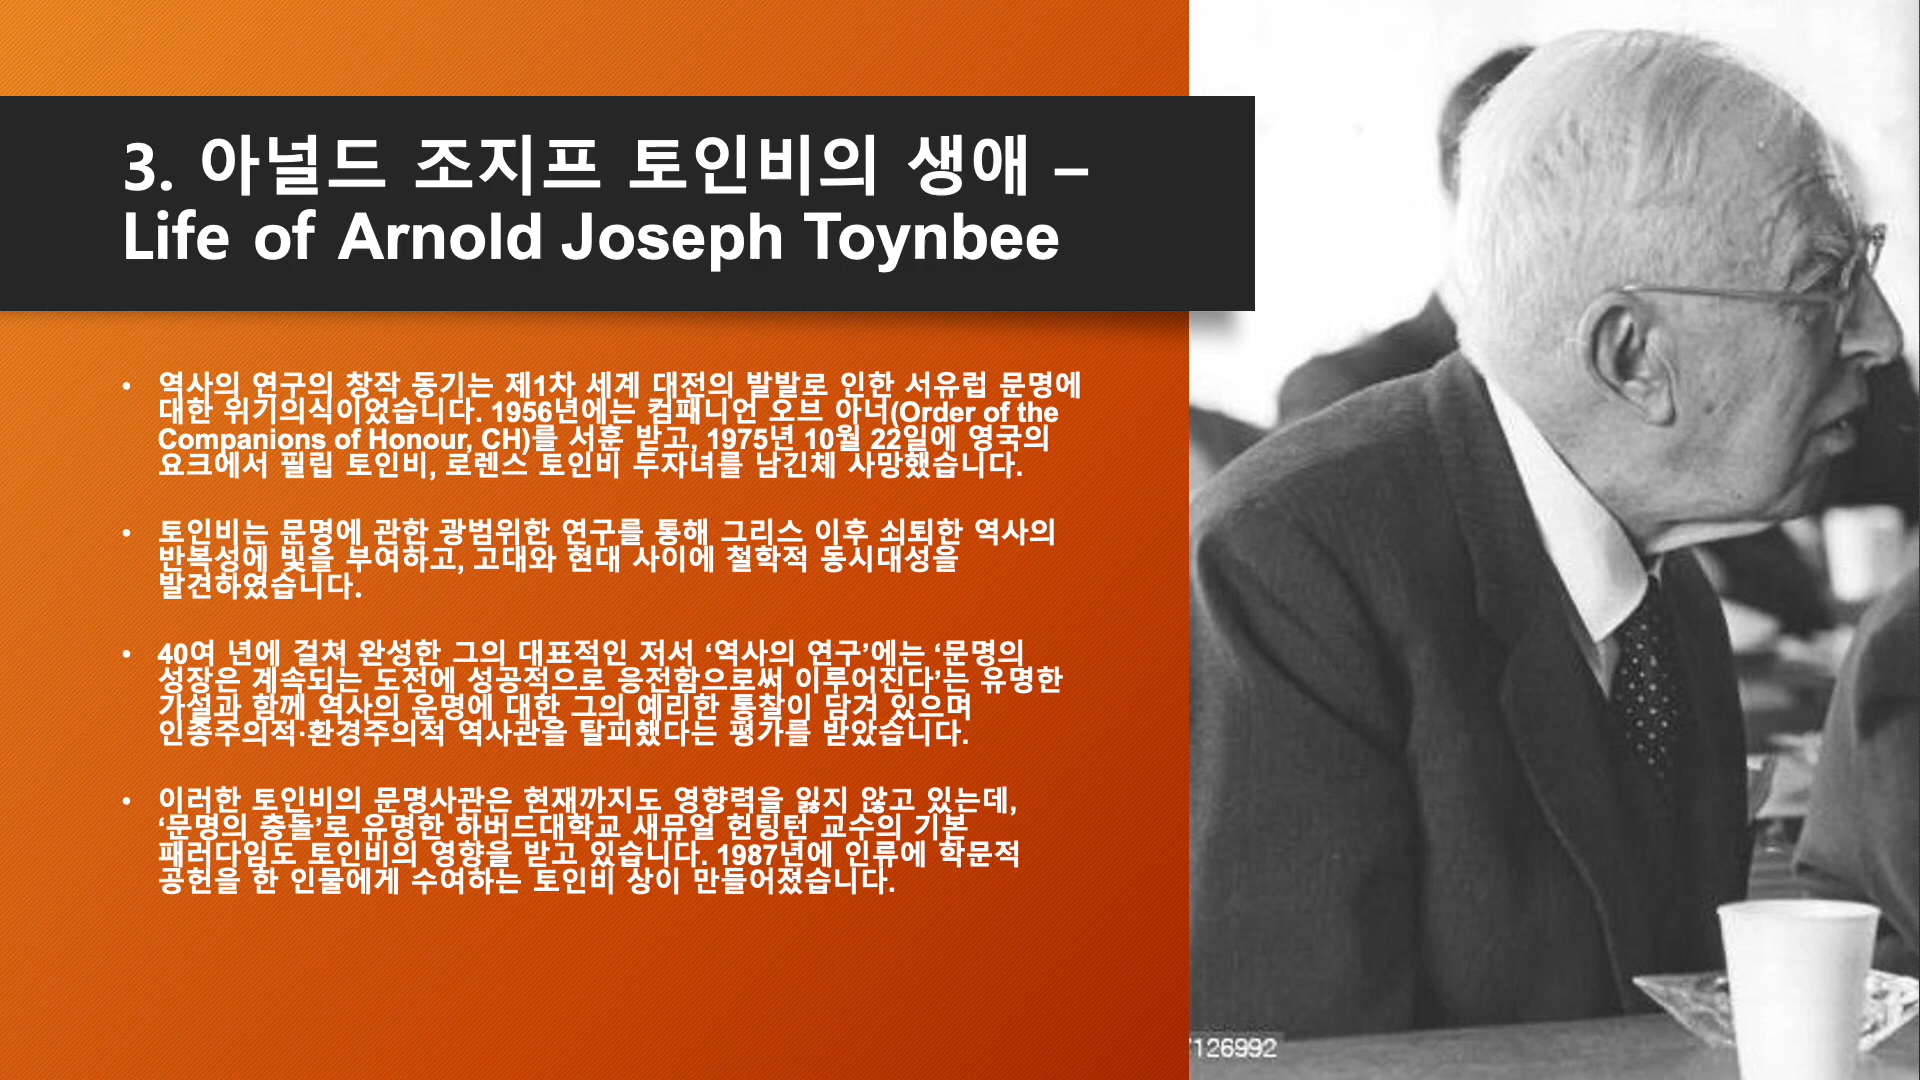 3. 아널드 조지프 토인비의 생애 –
Life of Arnold Joseph Toynbee
• 역사의 연구의 창작 동기는 제1차 세계 대전의 발발로 인한 서유럽 문명에
대한 위기의식이었습니다. 1956년에는 컴패니언 오브 아너(Order of the
Companions of Honour, CH)를 서훈 받고, 1975년 10월 22일에 영국의
요크에서 필립 토인비, 로렌스 토인비 두자녀를 남긴체 사망했습니다.
• 토인비는 문명에 관한 광범위한 연구를 통해 그리스 이후 쇠퇴한 역사의
반복성에 빛을 부여하고, 고대와 현대 사이에 철학적 동시대성을
발견하였습니다.
• 40여 년에 걸쳐 완성한 그의 대표적인 저서 ‘역사의 연구’에는 ‘문명의
성장은 계속되는 도전에 성공적으로 응전함으로써 이루어진다’는 유명한
가설과 함께 역사의 운명에 대한 그의 예리한 통찰이 담겨 있으며
인종주의적·환경주의적 역사관을 탈피했다는 평가를 받았습니다.
• 이러한 토인비의 문명사관은 현재까지도 영향력을 잃지 않고 있는데,
‘문명의 충돌’로 유명한 하버드대학교 새뮤얼 헌팅턴 교수의 기본
패러다임도 토인비의 영향을 받고 있습니다. 1987년에 인류에 학문적
공헌을 한 인물에게 수여하는 토인비 상이 만들어졌습니다.
126992